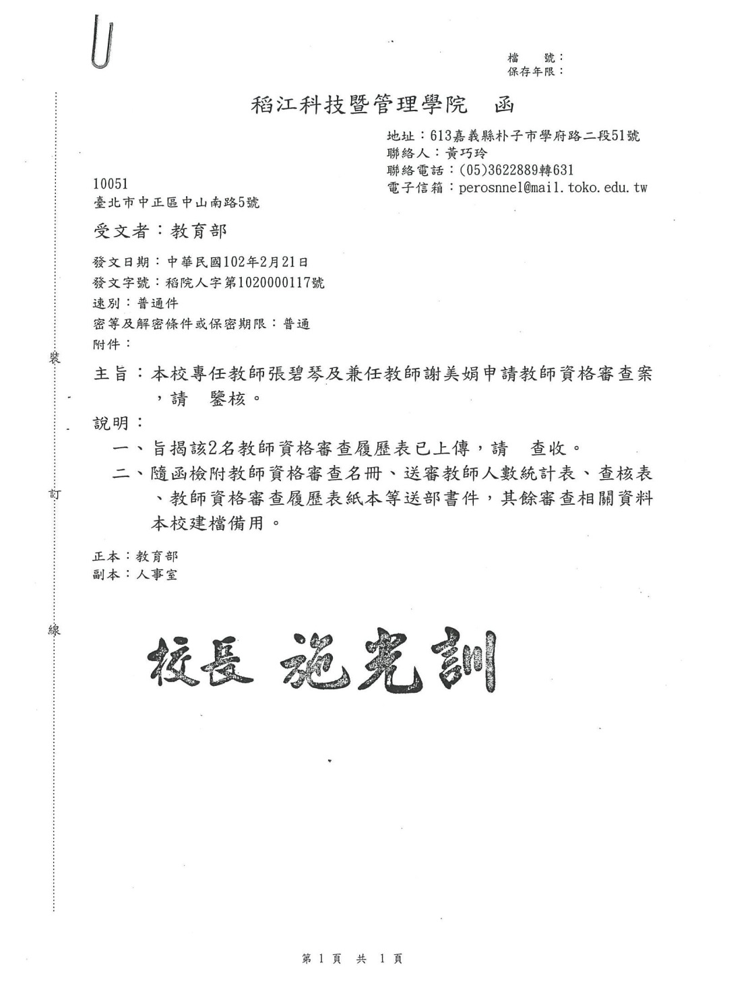 檔　　號：
保存年限：
稻江科技暨管理學院　函
地址：613嘉義縣朴子市學府路二段51號
聯絡人：黃巧玲
聯絡電話：(05)3622889轉631
電子信箱：perosnnel@mail.toko.edu.tw
10051
臺北市中正區中山南路5號
受文者：教育部
發文日期：中華民國102年2月21日
發文字號：稻院人字第1020000117號
速別：普通件
密等及解密條件或保密期限：普通
附件：
主旨：本校專任教師張碧琴及兼任教師謝美娟申請教師資格審查案
，請　鑒核。
說明：
一、旨揭該2名教師資格審查履歷表已上傳，請　查收。
二、隨函檢附教師資格審查名冊、送審教師人數統計表、查核表
、教師資格審查履歷表紙本等送部書件，其餘審查相關資料
本校建檔備用。
正本：教育部
副本：人事室
校長 施光訓
裝
訂
線
第 1 頁　共　1 頁